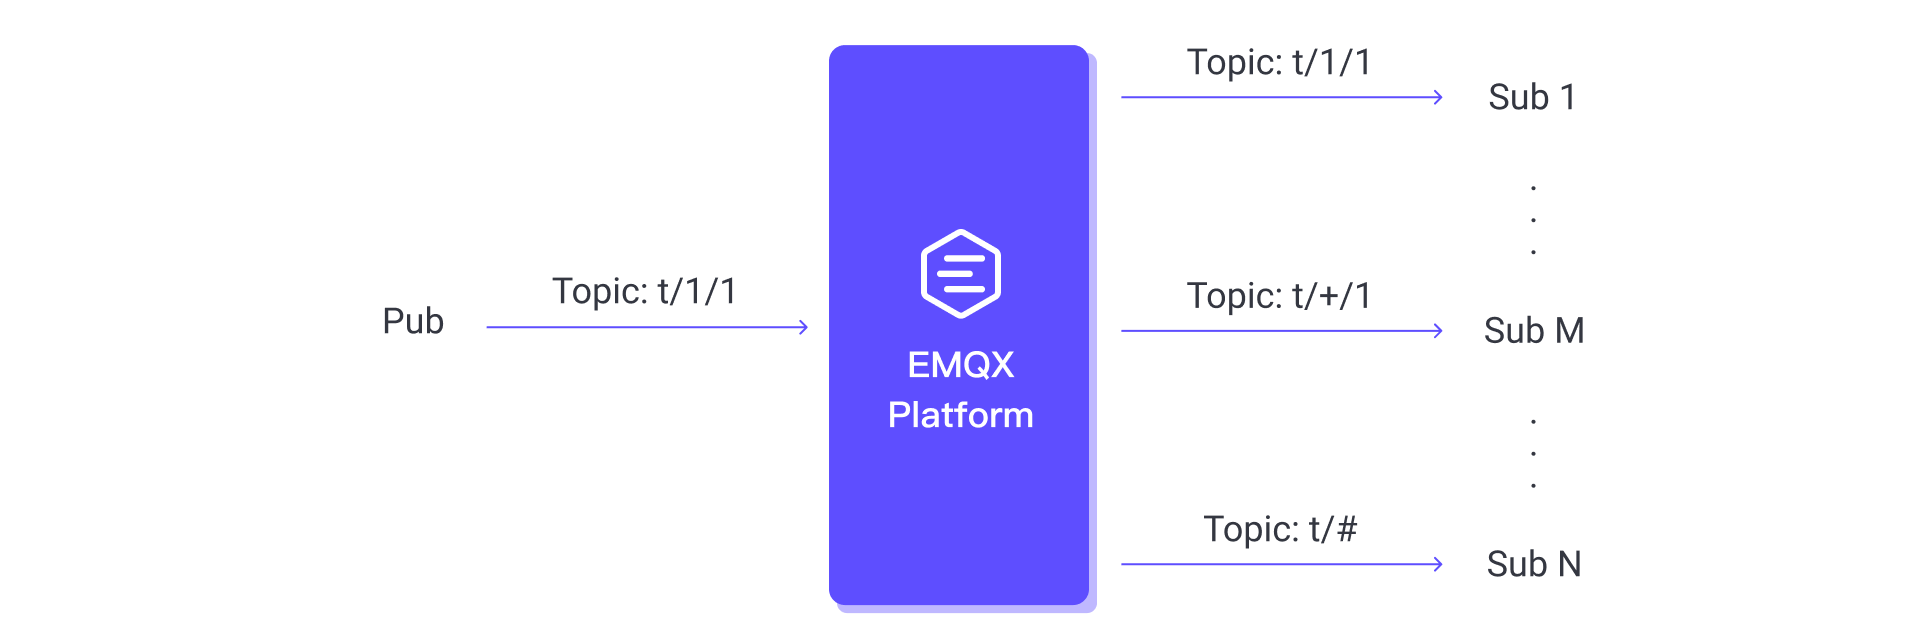 Pub
Topic: t/1/1
EMQX
Platform
Topic: t/1/1
Sub 1
Topic: t/+/1
Sub M
Topic: t/#
Sub N